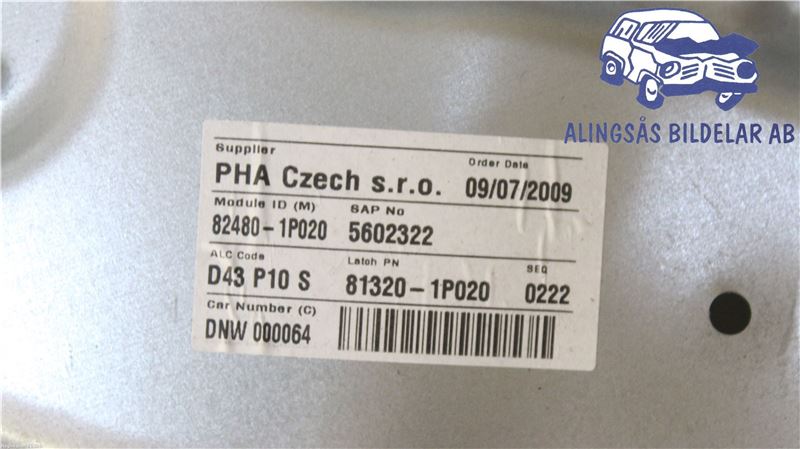 ALINGSÅS BILDELAR AB
Supplier Order Date
PHA Czech s.r.o. 09/07/2009
Module ID (M) SAP No
82480-1P020 5602322
ALC Code Latch PN SEQ
D43 P10 S 81320-1P020 0222
Car Number (C)
DNW 000064